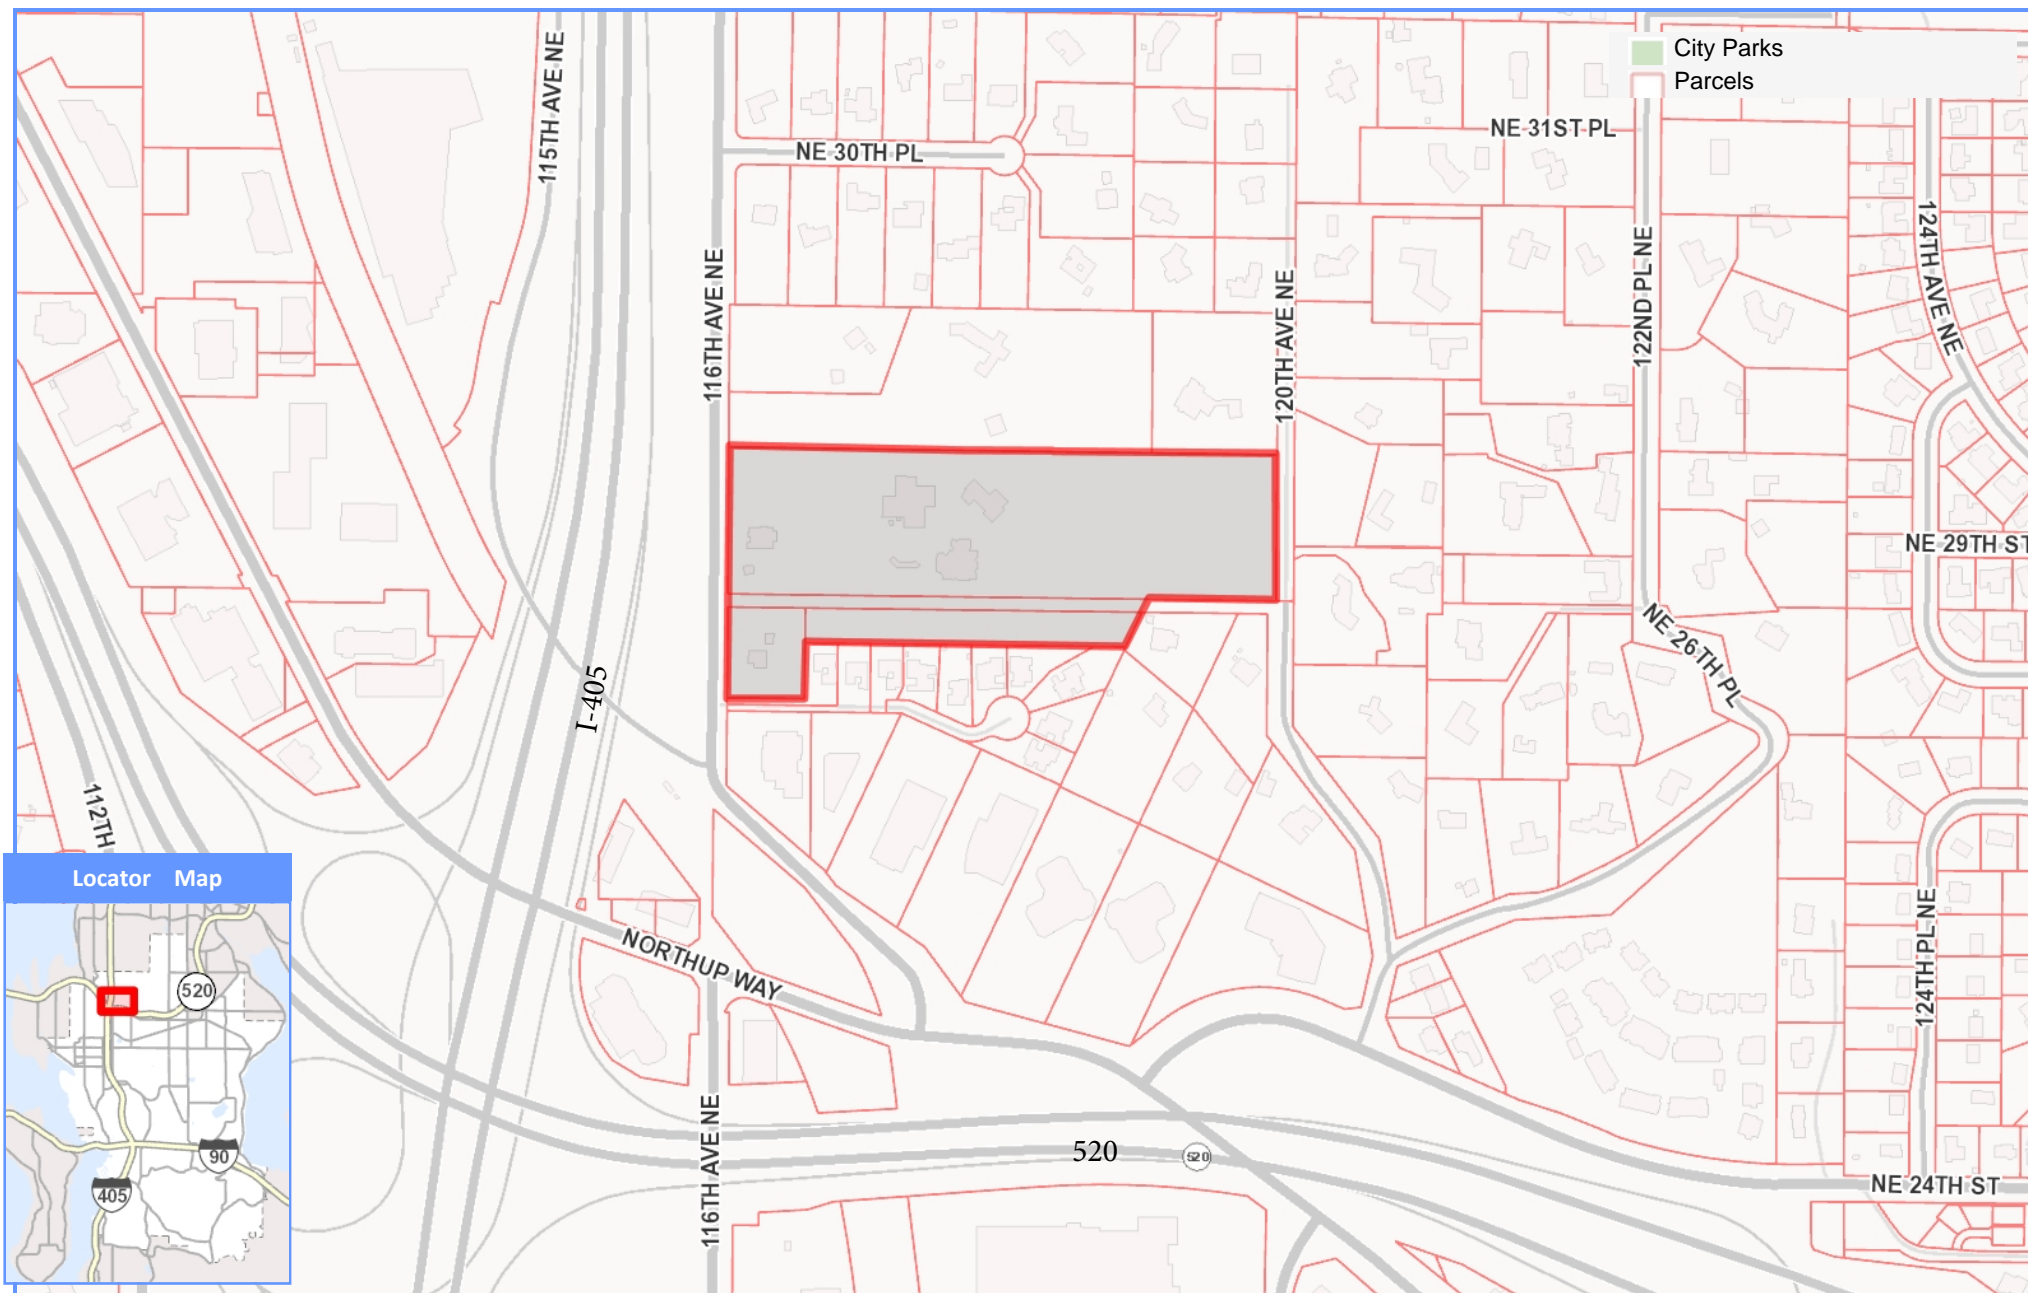 City Parks
Parcels
115TH AVE NE
NE 30TH PL
NE 31ST PL
116TH AVE NE
120TH AVE NE
122ND PL NE
124TH AVE NE
NE 29TH ST
NE 26TH PL
I-405
112TH
NORTHUP WAY
124TH PL NE
116TH AVE NE
520
520
NE 24TH ST
Locator Map
520
90
405